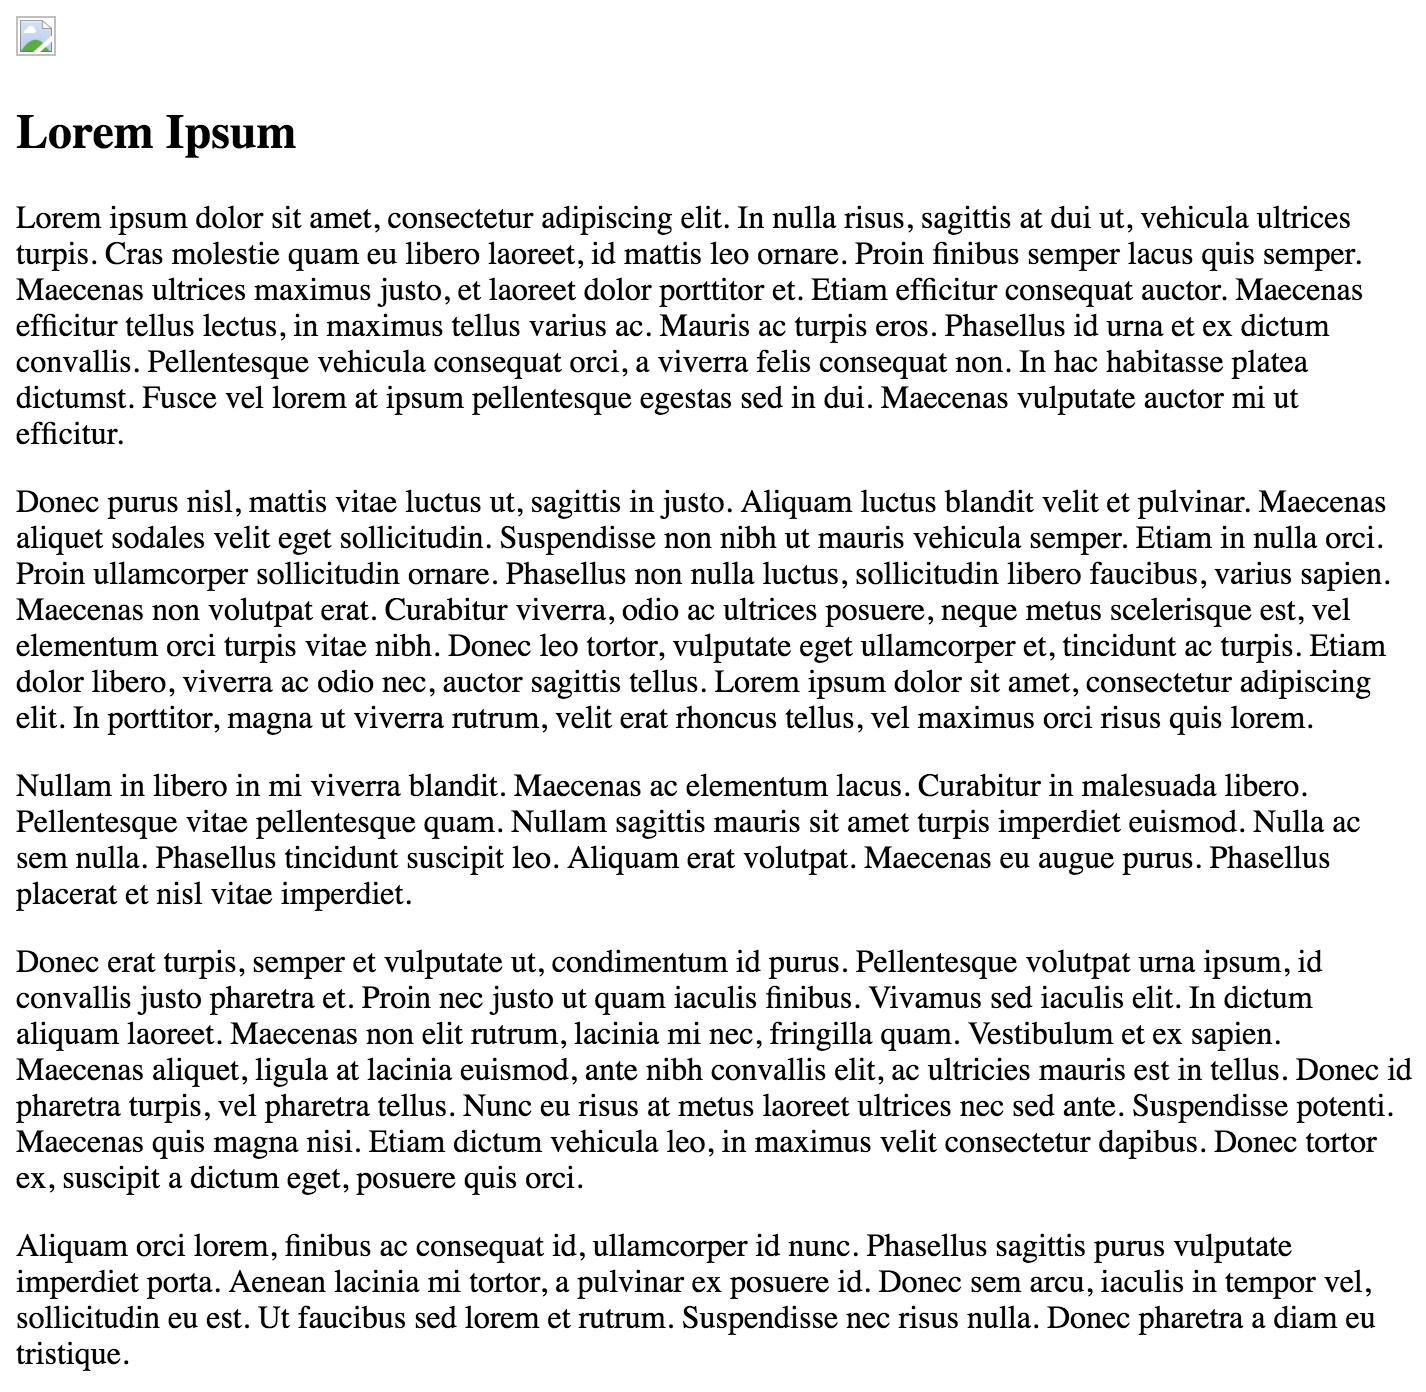 Lorem Ipsum
Lorem ipsum dolor sit amet, consectetur adipiscing elit. In nulla risus, sagittis at dui ut, vehicula ultrices
turpis. Cras molestie quam eu libero laoreet, id mattis leo ornare. Proin finibus semper lacus quis semper.
Maecenas ultrices maximus justo, et laoreet dolor porttitor et. Etiam efficitur consequat auctor. Maecenas
efficitur tellus lectus, in maximus tellus varius ac. Mauris ac turpis eros. Phasellus id urna et ex dictum
convallis. Pellentesque vehicula consequat orci, a viverra felis consequat non. In hac habitasse platea
dictumst. Fusce vel lorem at ipsum pellentesque egestas sed in dui. Maecenas vulputate auctor mi ut
efficitur.
Donec purus nisl, mattis vitae luctus ut, sagittis in justo. Aliquam luctus blandit velit et pulvinar. Maecenas
aliquet sodales velit eget sollicitudin. Suspendisse non nibh ut mauris vehicula semper. Etiam in nulla orci.
Proin ullamcorper sollicitudin ornare. Phasellus non nulla luctus, sollicitudin libero faucibus, varius sapien.
Maecenas non volutpat erat. Curabitur viverra, odio ac ultrices posuere, neque metus scelerisque est, vel
elementum orci turpis vitae nibh. Donec leo tortor, vulputate eget ullamcorper et, tincidunt ac turpis. Etiam
dolor libero, viverra ac odio nec, auctor sagittis tellus. Lorem ipsum dolor sit amet, consectetur adipiscing
elit. In porttitor, magna ut viverra rutrum, velit erat rhoncus tellus, vel maximus orci risus quis lorem.
Nullam in libero in mi viverra blandit. Maecenas ac elementum lacus. Curabitur in malesuada libero.
Pellentesque vitae pellentesque quam. Nullam sagittis mauris sit amet turpis imperdiet euismod. Nulla ac
sem nulla. Phasellus tincidunt suscipit leo. Aliquam erat volutpat. Maecenas eu augue purus. Phasellus
placerat et nisl vitae imperdiet.
Donec erat turpis, semper et vulputate ut, condimentum id purus. Pellentesque volutpat urna ipsum, id
convallis justo pharetra et. Proin nec justo ut quam iaculis finibus. Vivamus sed iaculis elit. In dictum
aliquam laoreet. Maecenas non elit rutrum, lacinia mi nec, fringilla quam. Vestibulum et ex sapien.
Maecenas aliquet, ligula at lacinia euismod, ante nibh convallis elit, ac ultricies mauris est in tellus. Donec id
pharetra turpis, vel pharetra tellus. Nunc eu risus at metus laoreet ultrices nec sed ante. Suspendisse potenti.
Maecenas quis magna nisi. Etiam dictum vehicula leo, in maximus velit consectetur dapibus. Donec tortor
ex, suscipit a dictum eget, posuere quis orci.
Aliquam orci lorem, finibus ac consequat id, ullamcorper id nunc. Phasellus sagittis purus vulputate
imperdiet porta. Aenean lacinia mi tortor, a pulvinar ex posuere id. Donec sem arcu, iaculis in tempor vel,
sollicitudin eu est. Ut faucibus sed lorem et rutrum. Suspendisse nec risus nulla. Donec pharetra a diam eu
tristique.